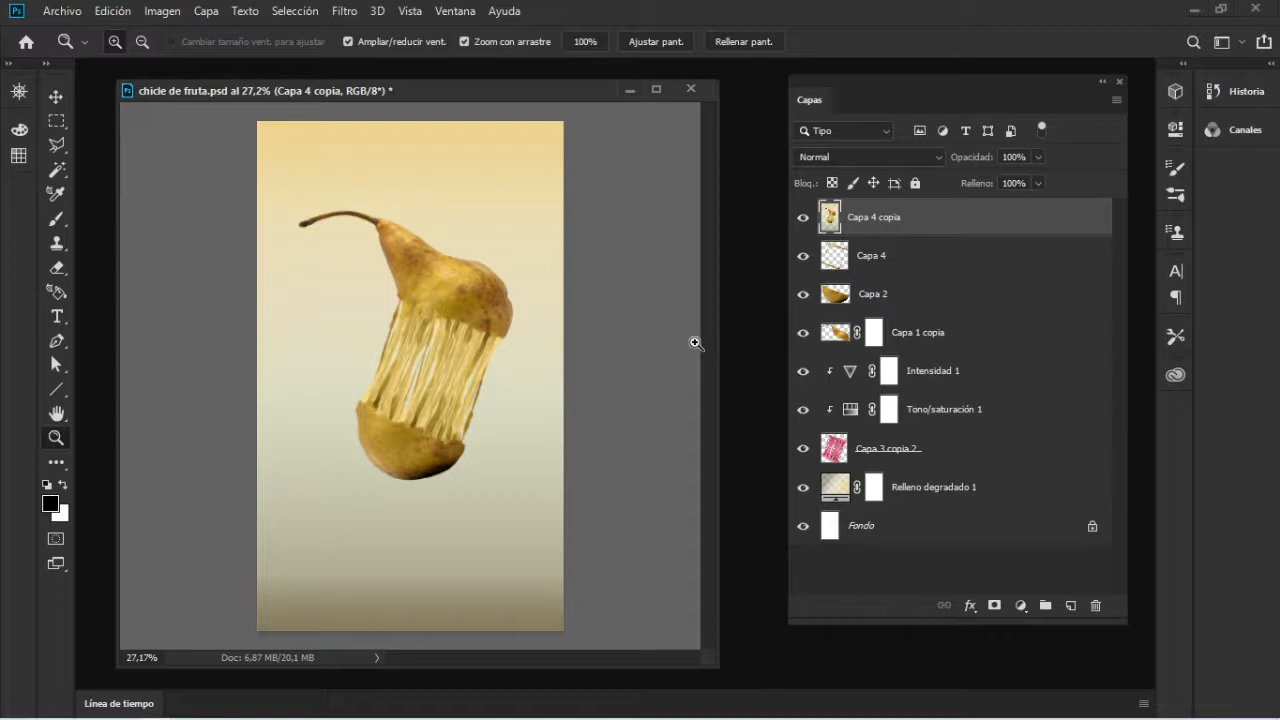 Ps Archivo Edición Imagen Capa Texto Selección Filtro 3D Vista Ventana Ayuda
Cambiar tamaño vent. para ajustar Ampliar/reducir vent. Zoom con arrastre 100% Ajustar pant. Rellenar pant.
chicle de fruta.psd al 27,2% (Capa 4 copia, RGB/8*) *
Capas
Tipo
Normal Opacidad: 100%
Bloq.: Relleno: 100%
Capa 4 copia
Capa 4
Capa 2
Capa 1 copia
Intensidad 1
Tono/saturación 1
Capa 3 copia 2
Relleno degradado 1
Fondo
Historia
Canales
27,17% Doc: 6,87 MB/20,1 MB
Línea de tiempo